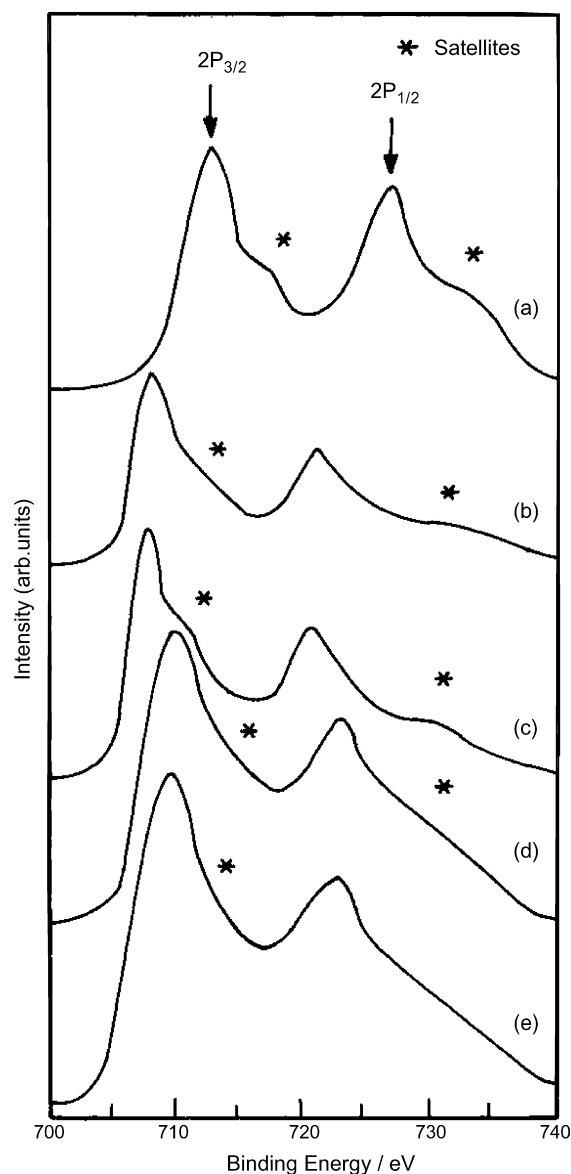 * Satellites
2P3/2
2P1/2
(a)
(b)
(c)
(d)
(e)
Intensity (arb.units)
700 710 720 730 740
Binding Energy / eV